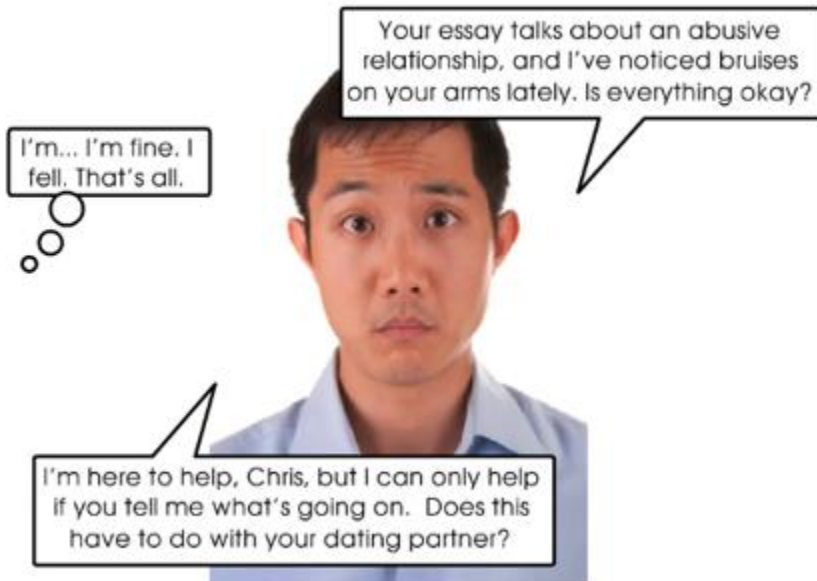 Your essay talks about an abusive
relationship, and I've noticed bruises
on your arms lately. Is everything okay?
I'm... I'm fine. I
fell. That's all.
I'm here to help, Chris, but I can only help
if you tell me what's going on.  Does this
have to do with your dating partner?